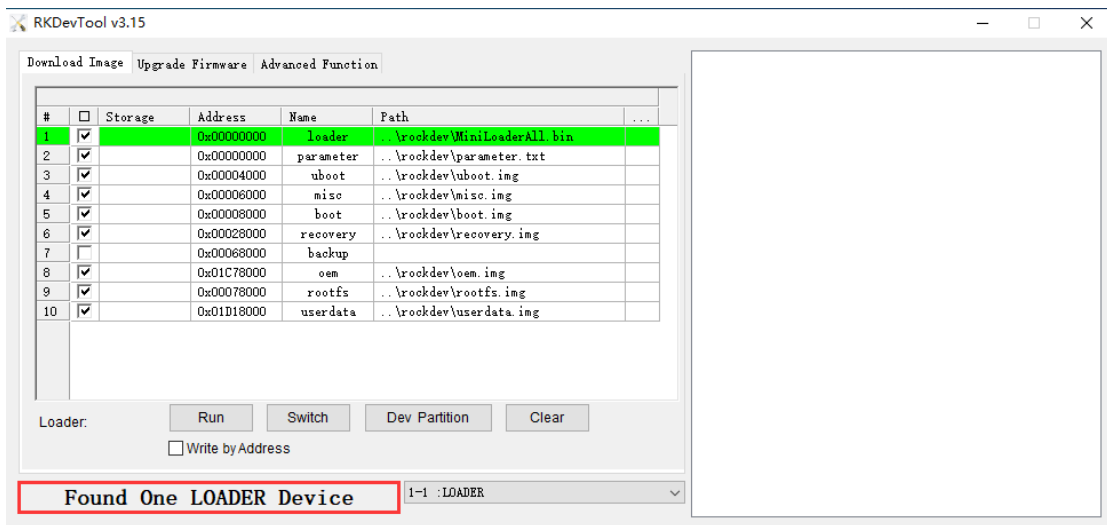 RKDevTool v3.15
Download Image Upgrade Firmware Advanced Function
# Storage Address Name Path ...
1 0x00000000 loader ..\rockdev\MiniLoaderAll.bin
2 0x00000000 parameter ..\rockdev\parameter.txt
3 0x00004000 uboot ..\rockdev\uboot.img
4 0x00006000 misc ..\rockdev\misc.img
5 0x00008000 boot ..\rockdev\boot.img
6 0x00028000 recovery ..\rockdev\recovery.img
7 0x00068000 backup
8 0x01C78000 oem ..\rockdev\oem.img
9 0x00078000 rootfs ..\rockdev\rootfs.img
10 0x01D18000 userdata ..\rockdev\userdata.img
Loader: Run Switch Dev Partition Clear
Write by Address
Found One LOADER Device 1-1 :LOADER